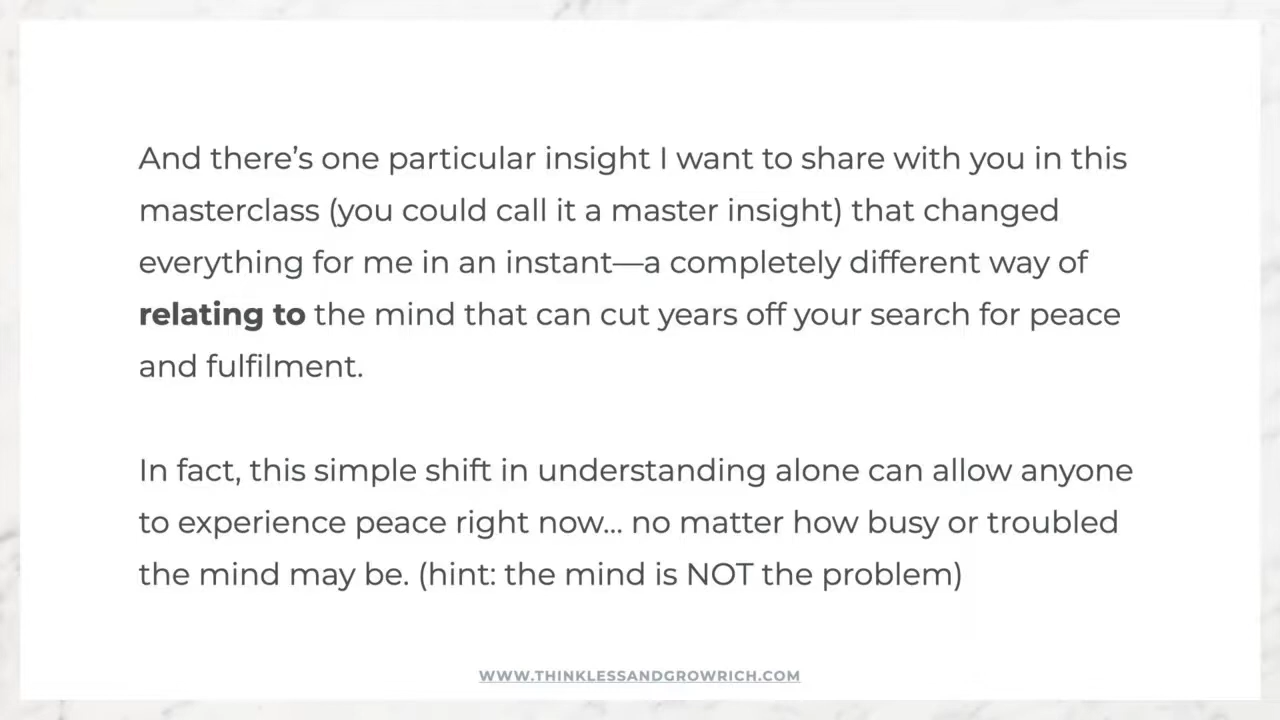 And there’s one particular insight I want to share with you in this
masterclass (you could call it a master insight) that changed
everything for me in an instant—a completely different way of
relating to the mind that can cut years off your search for peace
and fulfilment.
In fact, this simple shift in understanding alone can allow anyone
to experience peace right now... no matter how busy or troubled
the mind may be. (hint: the mind is NOT the problem)
WWW.THINKLESSANDGROWRICH.COM